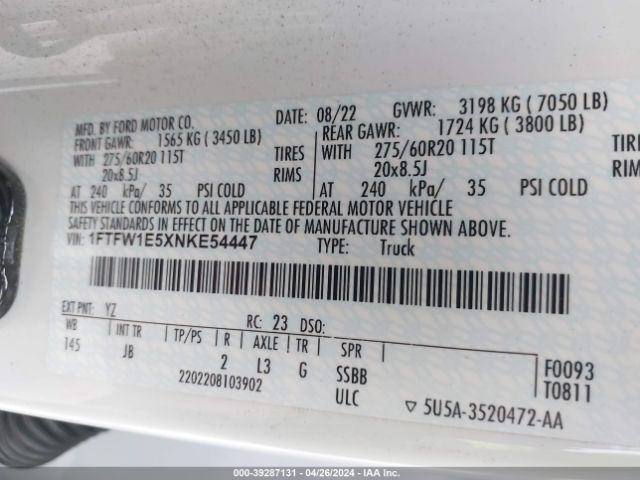 MFD. BY FORD MOTOR CO.
DATE: 08/22 GVWR: 3198 KG ( 7050 LB)
FRONT GAWR: 1565 KG ( 3450 LB)
REAR GAWR: 1724 KG ( 3800 LB)
WITH 275/60R20 115T TIRES
WITH 275/60R20 115T TIRES
20x8.5J RIMS
20x8.5J RIMS
AT 240 kPa/ 35 PSI COLD
AT 240 kPa/ 35 PSI COLD
THIS VEHICLE CONFORMS TO ALL APPLICABLE FEDERAL MOTOR VEHICLE
SAFETY STANDARDS IN EFFECT ON THE DATE OF MANUFACTURE SHOWN ABOVE.
VIN: 1FTFW1E5XNKE54447 TYPE: Truck
EXT PNT: YZ RC: 23 DSO:
WB INT TR TP/PS R AXLE TR SPR
145 JB 2 L3 G SSBB
2202208103902 ULC
F0093
T0811
▽ 5U5A-3520472-AA
000-39287131 - 04/26/2024 - IAA Inc.